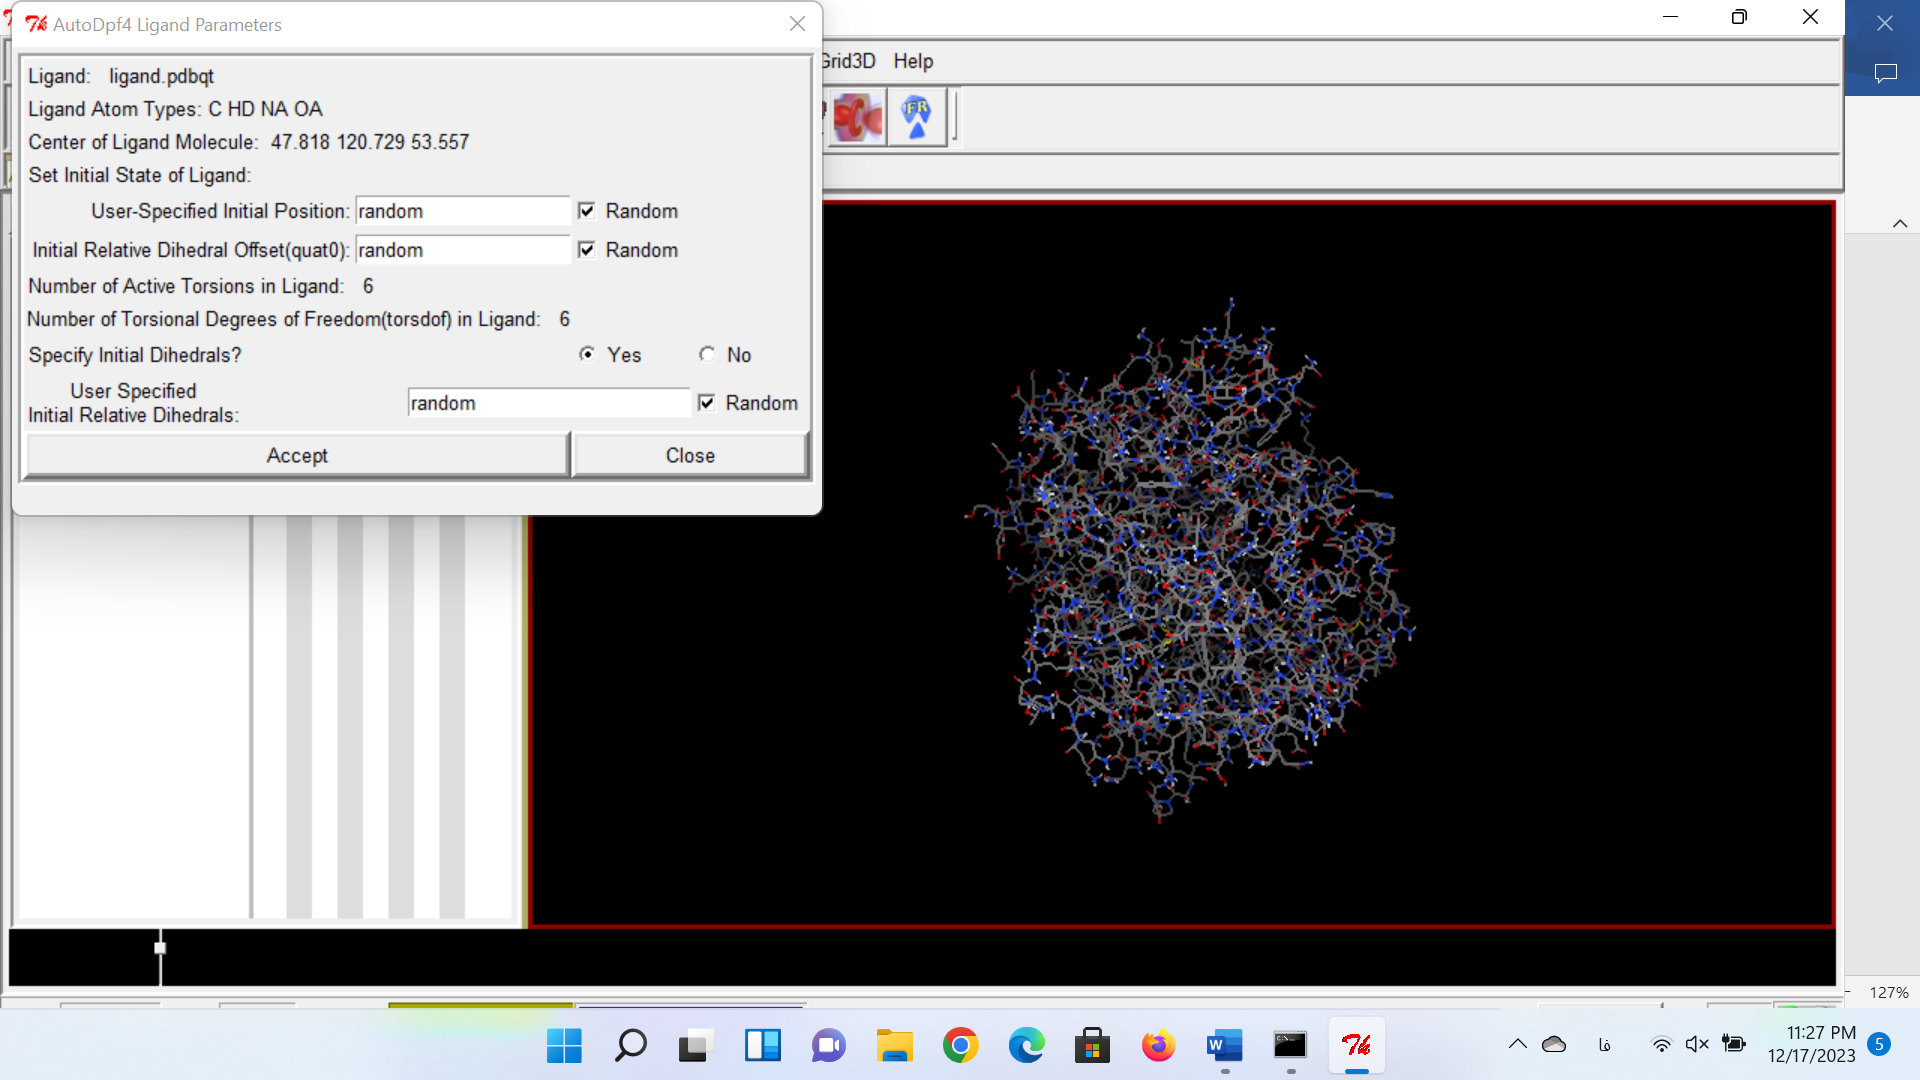 AutoDpf4 Ligand Parameters
Ligand: ligand.pdbqt
Ligand Atom Types: C HD NA OA
Center of Ligand Molecule: 47.818 120.729 53.557
Set Initial State of Ligand:
User-Specified Initial Position: random Random
Initial Relative Dihedral Offset(quat0): random Random
Number of Active Torsions in Ligand: 6
Number of Torsional Degrees of Freedom(torsdof) in Ligand: 6
Specify Initial Dihedrals? Yes No
User Specified
Initial Relative Dihedrals: random Random
Accept Close
Grid3D Help
FR
127%
W
فا
11:27 PM
12/17/2023
5